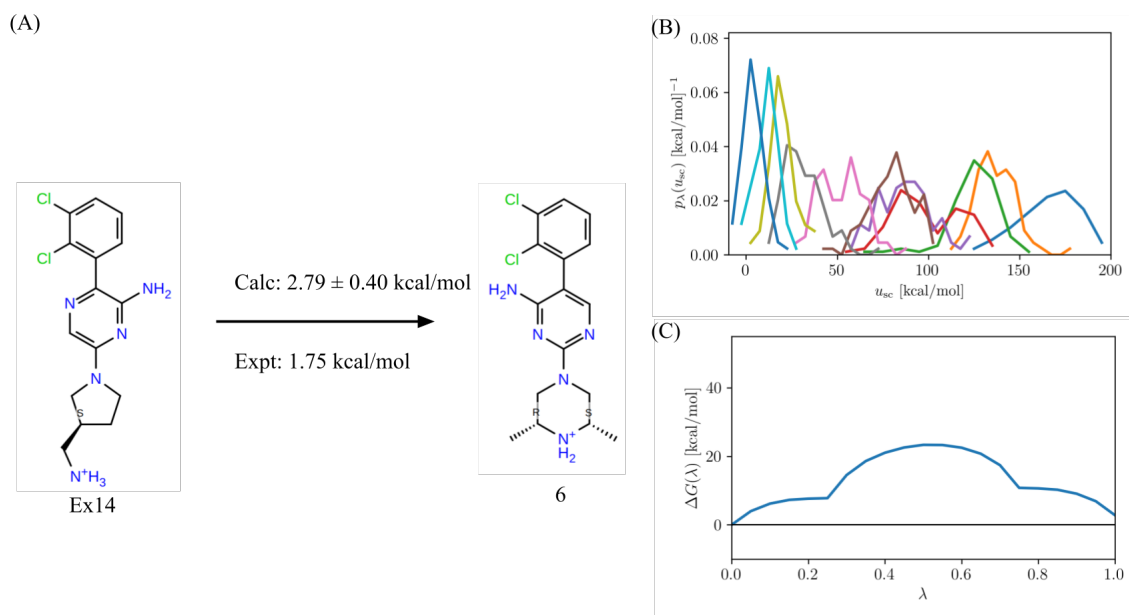 (A)
Cl
Cl
N
NH₂
N
N
S
N⁺H₃
Ex14
Calc: 2.79 ± 0.40 kcal/mol
Expt: 1.75 kcal/mol
Cl
Cl
H₂N
N
N
N
R
S
N⁺
H₂
6
(B)
0.08
0.06
0.04
0.02
0.00
pλ(usc) [kcal/mol]⁻¹
0
50
100
150
200
usc [kcal/mol]
(C)
40
20
0
ΔG(λ) [kcal/mol]
0.0
0.2
0.4
0.6
0.8
1.0
λ